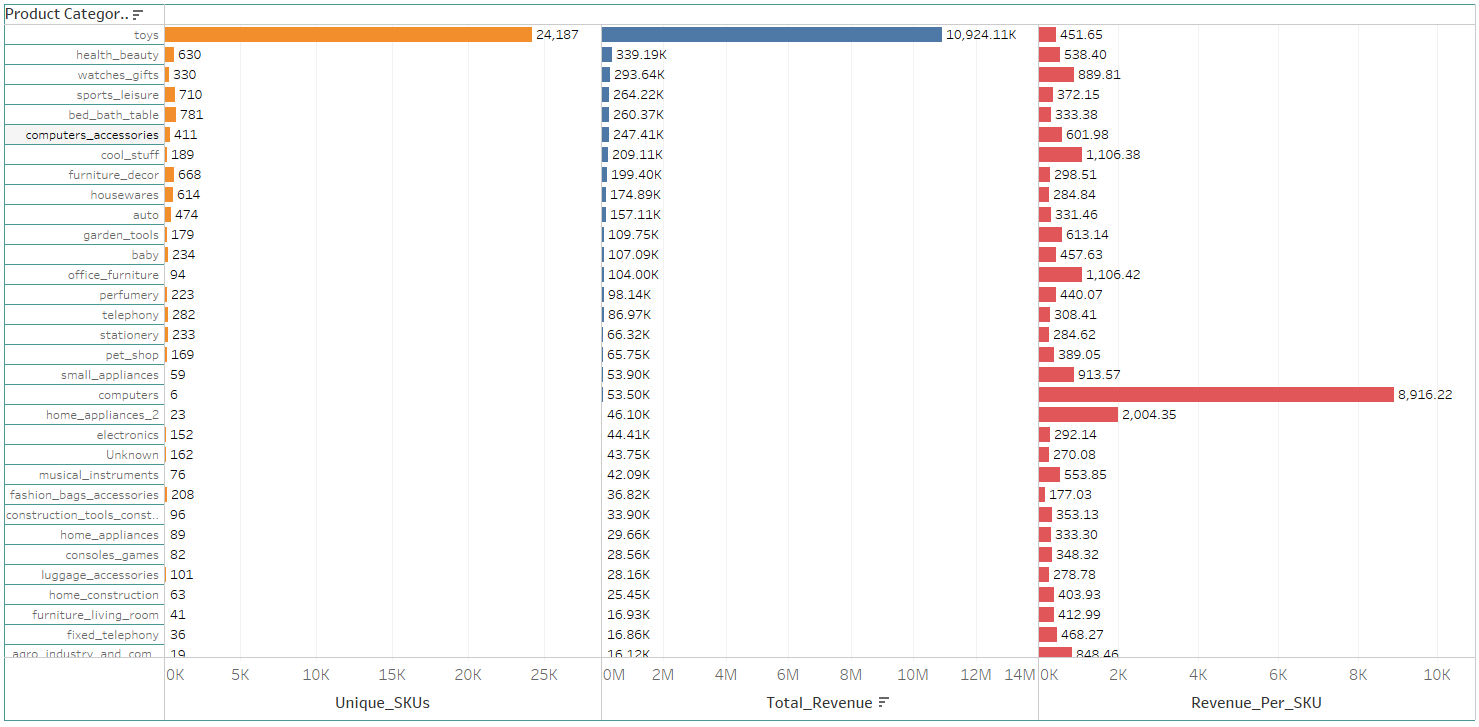 Product Categor..
toys 24,187 10,924.11K 451.65
health_beauty 630 339.19K 538.40
watches_gifts 330 293.64K 889.81
sports_leisure 710 264.22K 372.15
bed_bath_table 781 260.37K 333.38
computers_accessories 411 247.41K 601.98
cool_stuff 189 209.11K 1,106.38
furniture_decor 668 199.40K 298.51
housewares 614 174.89K 284.84
auto 474 157.11K 331.46
garden_tools 179 109.75K 613.14
baby 234 107.09K 457.63
office_furniture 94 104.00K 1,106.42
perfumery 223 98.14K 440.07
telephony 282 86.97K 308.41
stationery 233 66.32K 284.62
pet_shop 169 65.75K 389.05
small_appliances 59 53.90K 913.57
computers 6 53.50K 8,916.22
home_appliances_2 23 46.10K 2,004.35
electronics 152 44.41K 292.14
Unknown 162 43.75K 270.08
musical_instruments 76 42.09K 553.85
fashion_bags_accessories 208 36.82K 177.03
construction_tools_const.. 96 33.90K 353.13
home_appliances 89 29.66K 333.30
consoles_games 82 28.56K 348.32
luggage_accessories 101 28.16K 278.78
home_construction 63 25.45K 403.93
furniture_living_room 41 16.93K 412.99
fixed_telephony 36 16.86K 468.27
agro_industry_and_com.. 19 16.12K 848.46
0K 5K 10K 15K 20K 25K 0M 2M 4M 6M 8M 10M 12M 14M 0K 2K 4K 6K 8K 10K
Unique_SKUs Total_Revenue Revenue_Per_SKU